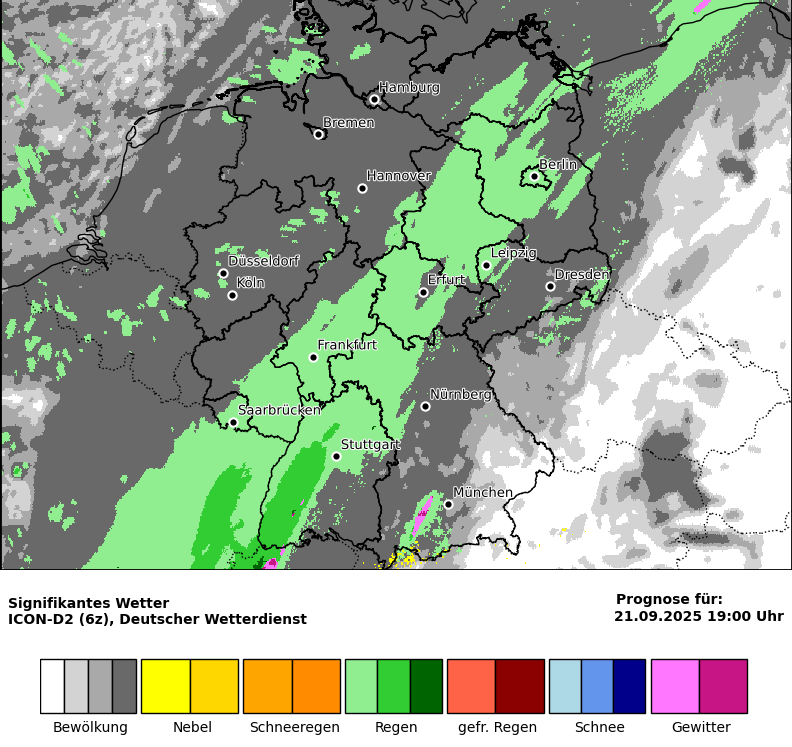 Hamburg
Bremen
Berlin
Hannover
Leipzig
Düsseldorf
Dresden
Köln
Erfurt
Frankfurt
Nürnberg
Saarbrücken
Stuttgart
München
Signifikantes Wetter
ICON-D2 (6z), Deutscher Wetterdienst
Prognose für:
21.09.2025 19:00 Uhr
Bewölkung Nebel Schneeregen Regen gefr. Regen Schnee Gewitter